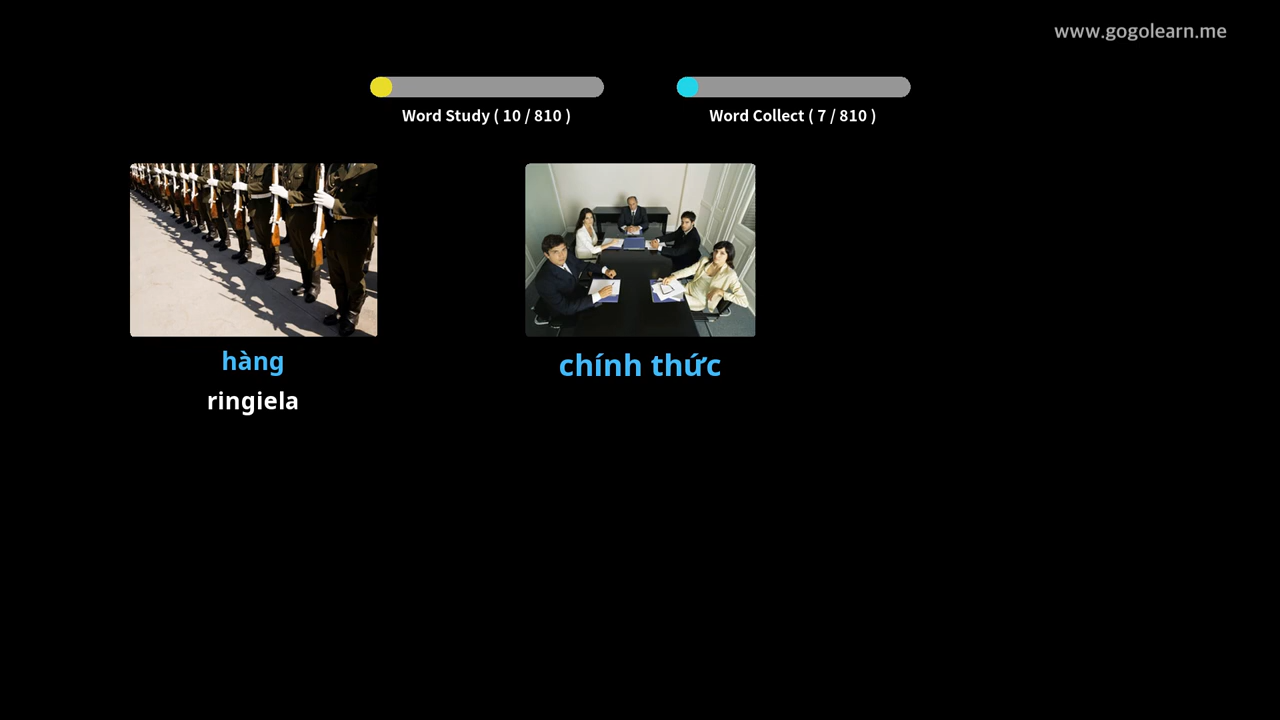 www.gogolearn.me
Word Study ( 10 / 810 )
Word Collect ( 7 / 810 )
hàng
ringiela
chính thức